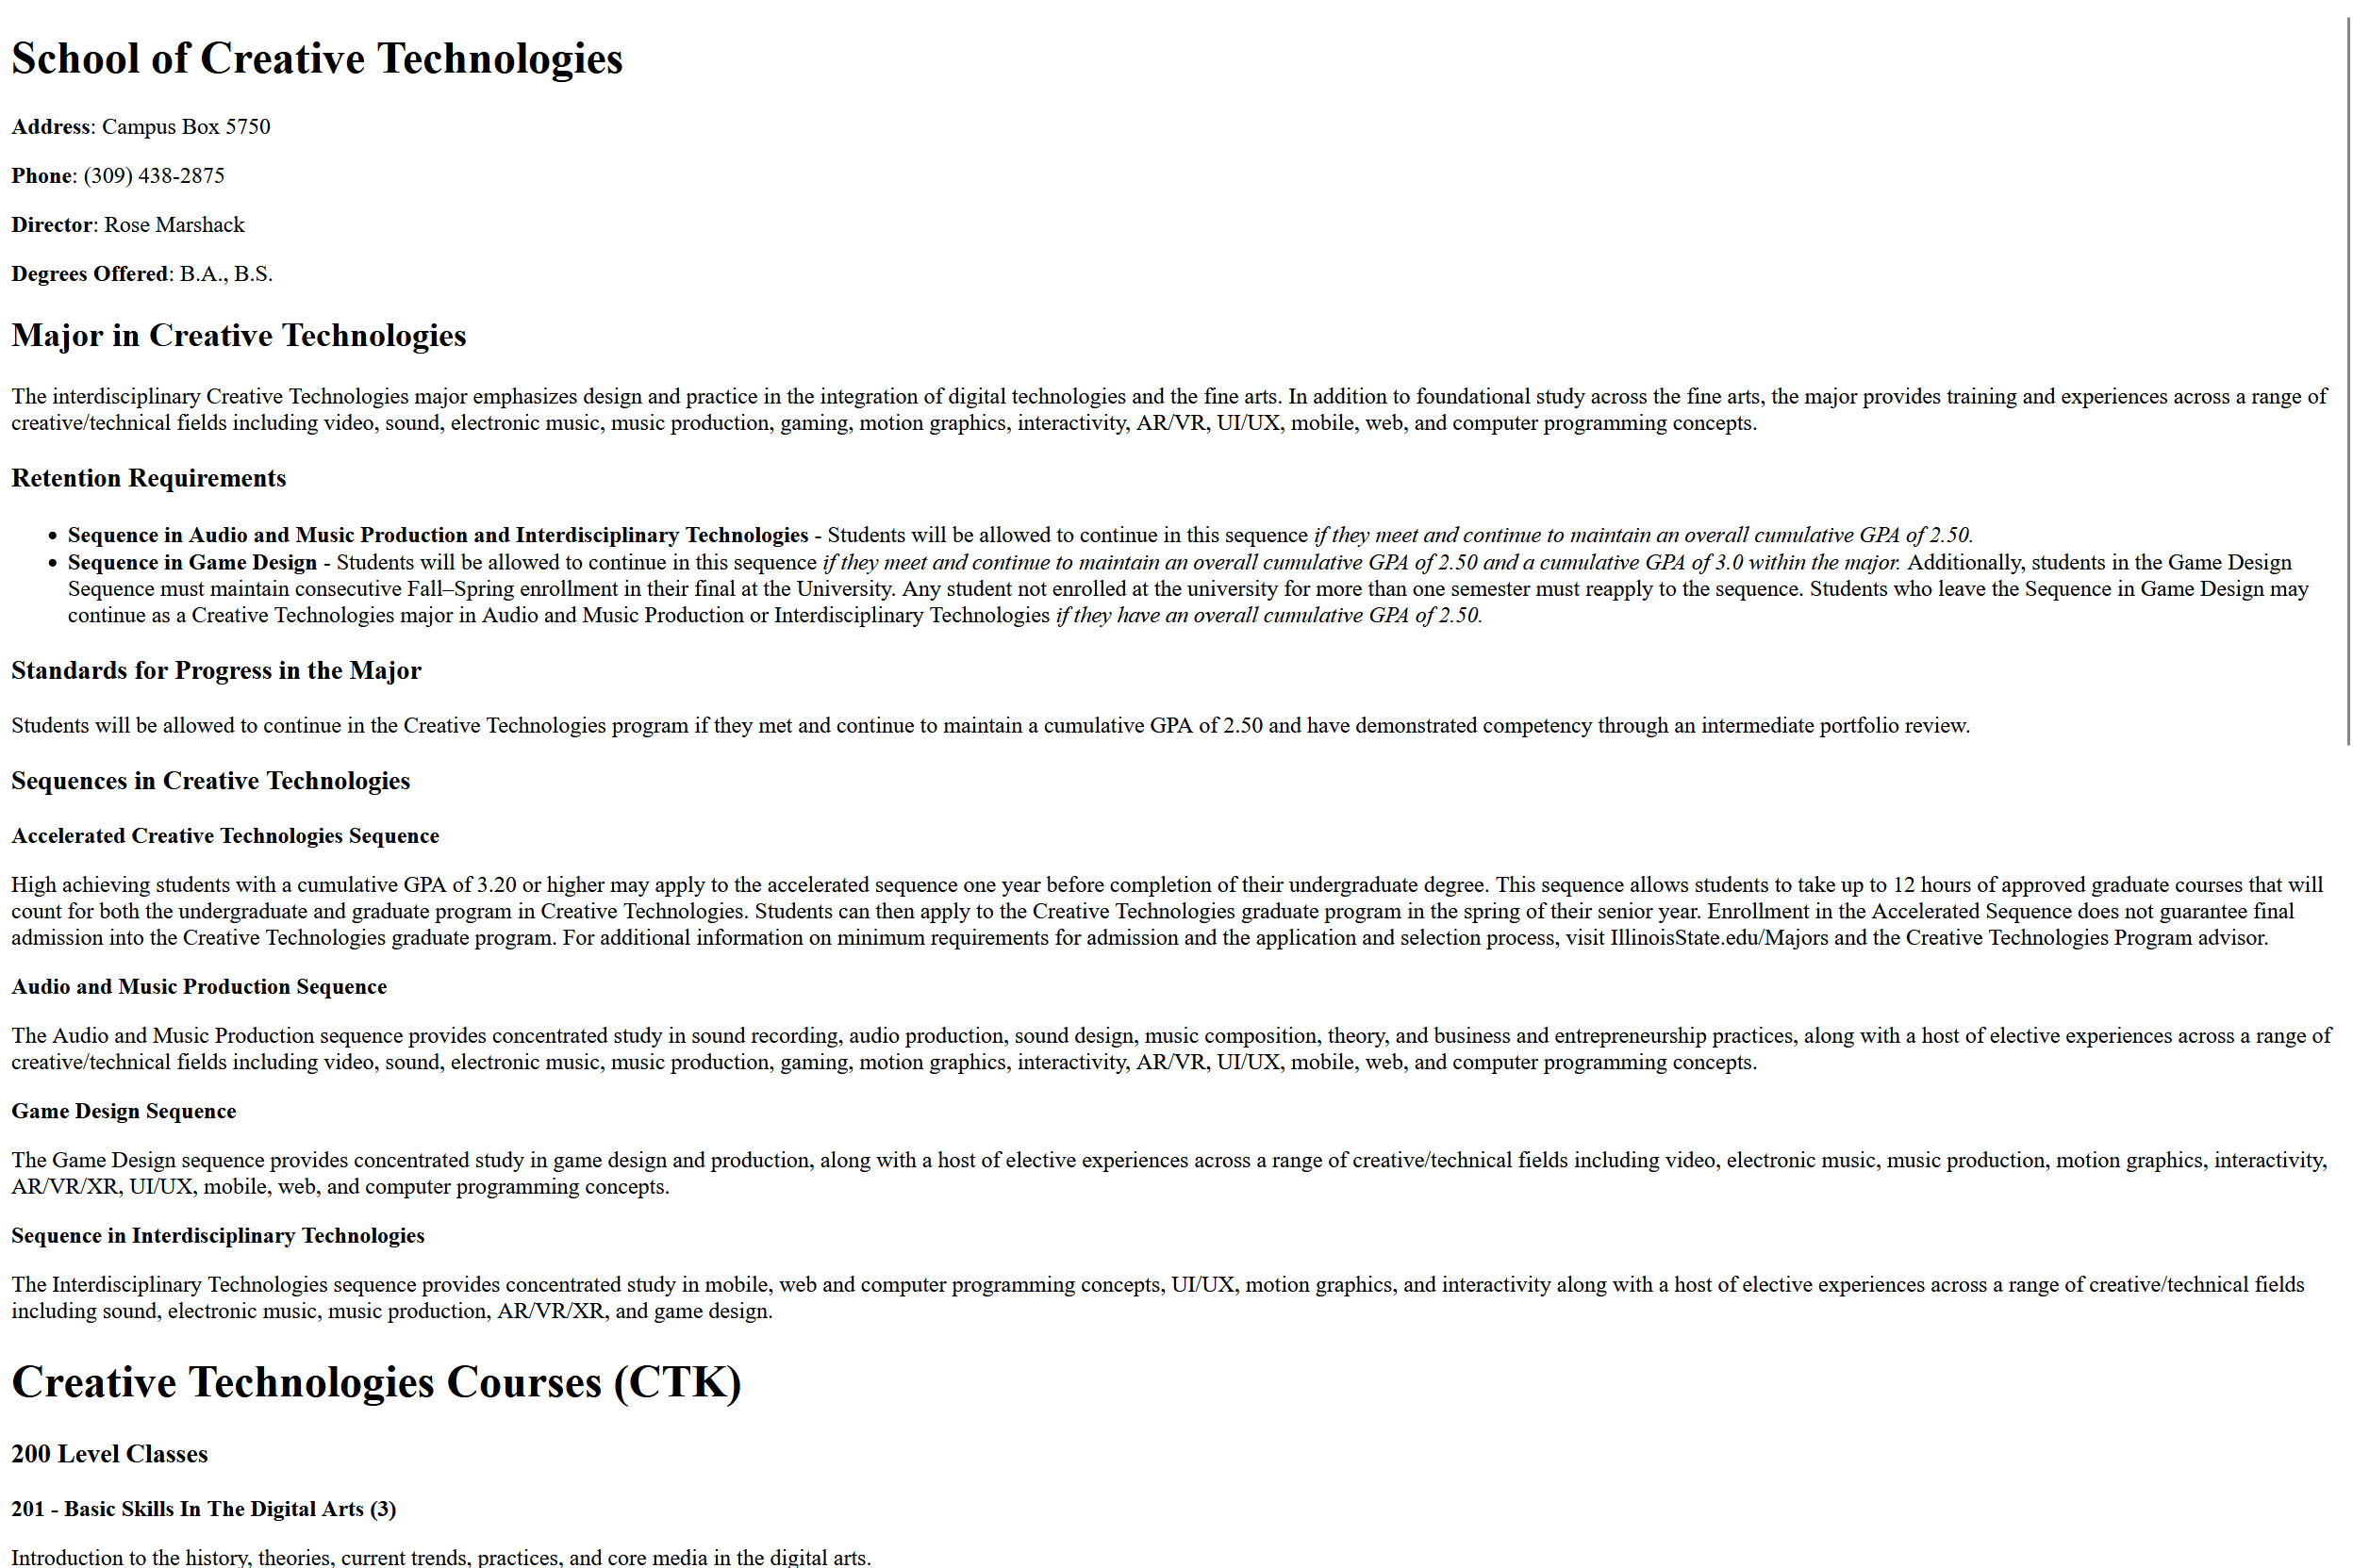 School of Creative Technologies
Address: Campus Box 5750
Phone: (309) 438-2875
Director: Rose Marshack
Degrees Offered: B.A., B.S.
Major in Creative Technologies
The interdisciplinary Creative Technologies major emphasizes design and practice in the integration of digital technologies and the fine arts. In addition to foundational study across the fine arts, the major provides training and experiences across a range of
creative/technical fields including video, sound, electronic music, music production, gaming, motion graphics, interactivity, AR/VR, UI/UX, mobile, web, and computer programming concepts.
Retention Requirements
• Sequence in Audio and Music Production and Interdisciplinary Technologies - Students will be allowed to continue in this sequence if they meet and continue to maintain an overall cumulative GPA of 2.50.
• Sequence in Game Design - Students will be allowed to continue in this sequence if they meet and continue to maintain an overall cumulative GPA of 2.50 and a cumulative GPA of 3.0 within the major. Additionally, students in the Game Design
Sequence must maintain consecutive Fall–Spring enrollment in their final at the University. Any student not enrolled at the university for more than one semester must reapply to the sequence. Students who leave the Sequence in Game Design may
continue as a Creative Technologies major in Audio and Music Production or Interdisciplinary Technologies if they have an overall cumulative GPA of 2.50.
Standards for Progress in the Major
Students will be allowed to continue in the Creative Technologies program if they met and continue to maintain a cumulative GPA of 2.50 and have demonstrated competency through an intermediate portfolio review.
Sequences in Creative Technologies
Accelerated Creative Technologies Sequence
High achieving students with a cumulative GPA of 3.20 or higher may apply to the accelerated sequence one year before completion of their undergraduate degree. This sequence allows students to take up to 12 hours of approved graduate courses that will
count for both the undergraduate and graduate program in Creative Technologies. Students can then apply to the Creative Technologies graduate program in the spring of their senior year. Enrollment in the Accelerated Sequence does not guarantee final
admission into the Creative Technologies graduate program. For additional information on minimum requirements for admission and the application and selection process, visit IllinoisState.edu/Majors and the Creative Technologies Program advisor.
Audio and Music Production Sequence
The Audio and Music Production sequence provides concentrated study in sound recording, audio production, sound design, music composition, theory, and business and entrepreneurship practices, along with a host of elective experiences across a range of
creative/technical fields including video, sound, electronic music, music production, gaming, motion graphics, interactivity, AR/VR, UI/UX, mobile, web, and computer programming concepts.
Game Design Sequence
The Game Design sequence provides concentrated study in game design and production, along with a host of elective experiences across a range of creative/technical fields including video, electronic music, music production, motion graphics, interactivity,
AR/VR/XR, UI/UX, mobile, web, and computer programming concepts.
Sequence in Interdisciplinary Technologies
The Interdisciplinary Technologies sequence provides concentrated study in mobile, web and computer programming concepts, UI/UX, motion graphics, and interactivity along with a host of elective experiences across a range of creative/technical fields
including sound, electronic music, music production, AR/VR/XR, and game design.
Creative Technologies Courses (CTK)
200 Level Classes
201 - Basic Skills In The Digital Arts (3)
Introduction to the history, theories, current trends, practices, and core media in the digital arts.